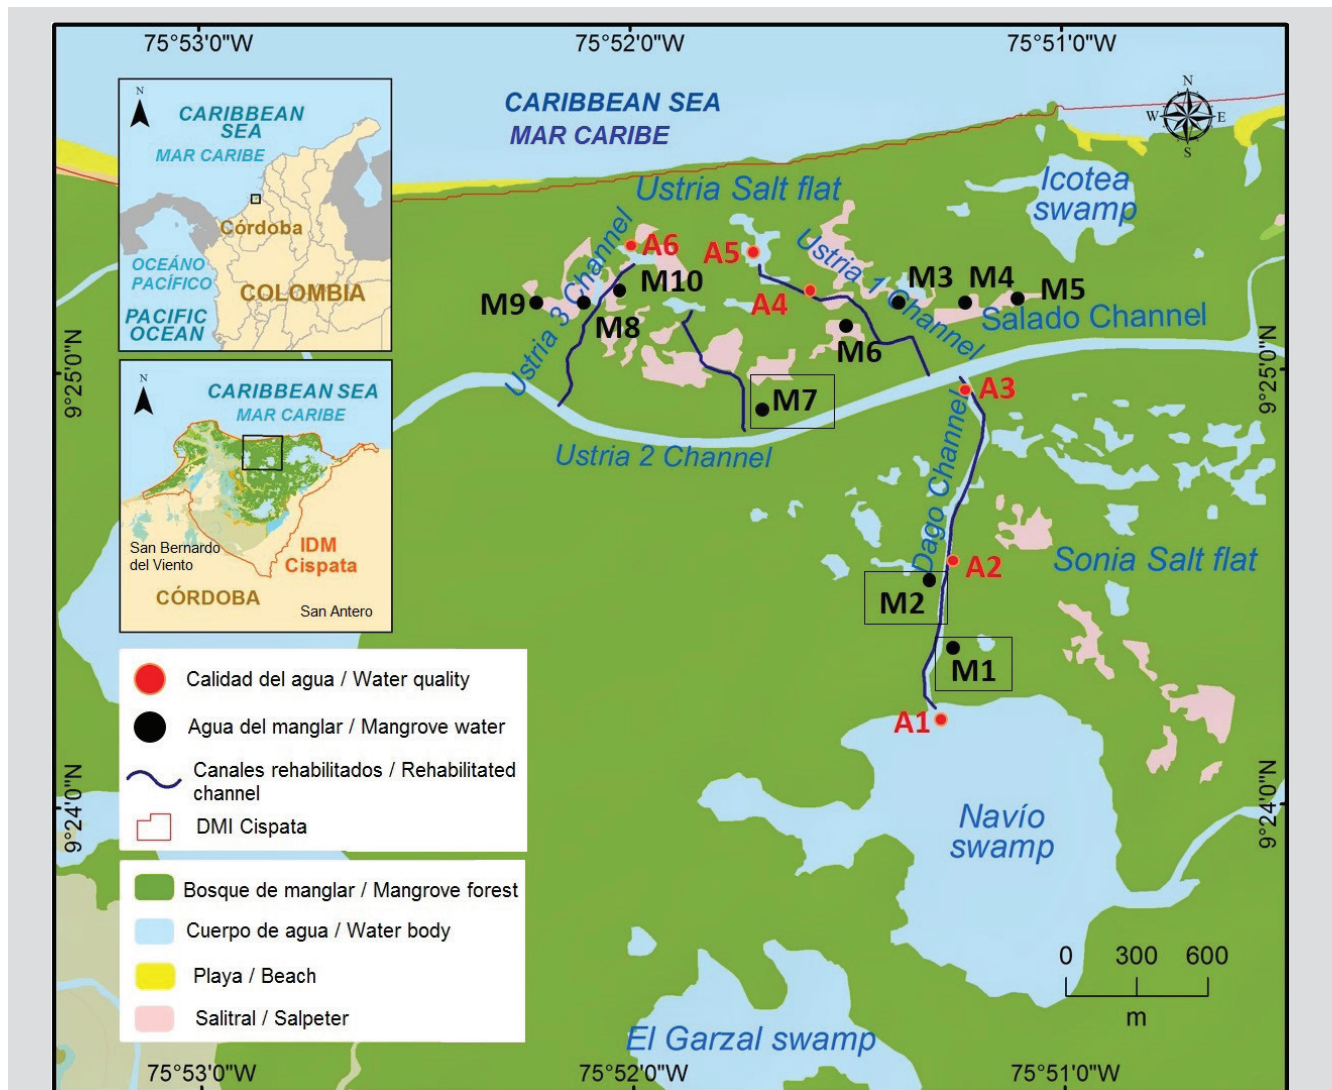 75°53'0"W
75°52'0"W
75°51'0"W
CARIBBEAN SEA
MAR CARIBE
N
W
E
S
N
CARIBBEAN
SEA
MAR CARIBE
Córdoba
OCEÁNO
PACÍFICO
COLOMBIA
PACIFIC
OCEAN
Ustria Salt flat
Icotea
swamp
A6
A5
A4
Ustria 3 Channel
Ustria 1 Channel
M10
M9
M8
M3
M4
M5
M6
Salado Channel
M7
A3
Ustria 2 Channel
Dago Channel
A2
M2
Sonia Salt flat
M1
A1
Navío
swamp
El Garzal swamp
9°25'0"N
9°25'0"N
9°24'0"N
9°24'0"N
N
CARIBBEAN SEA
MAR CARIBE
San Bernardo
del Viento
IDM
Cispata
CÓRDOBA
San Antero
Calidad del agua / Water quality
Agua del manglar / Mangrove water
Canales rehabilitados / Rehabilitated
channel
DMI Cispata
Bosque de manglar / Mangrove forest
Cuerpo de agua / Water body
Playa / Beach
Salitral / Salpeter
0 300 600
m
75°53'0"W
75°52'0"W
75°51'0"W